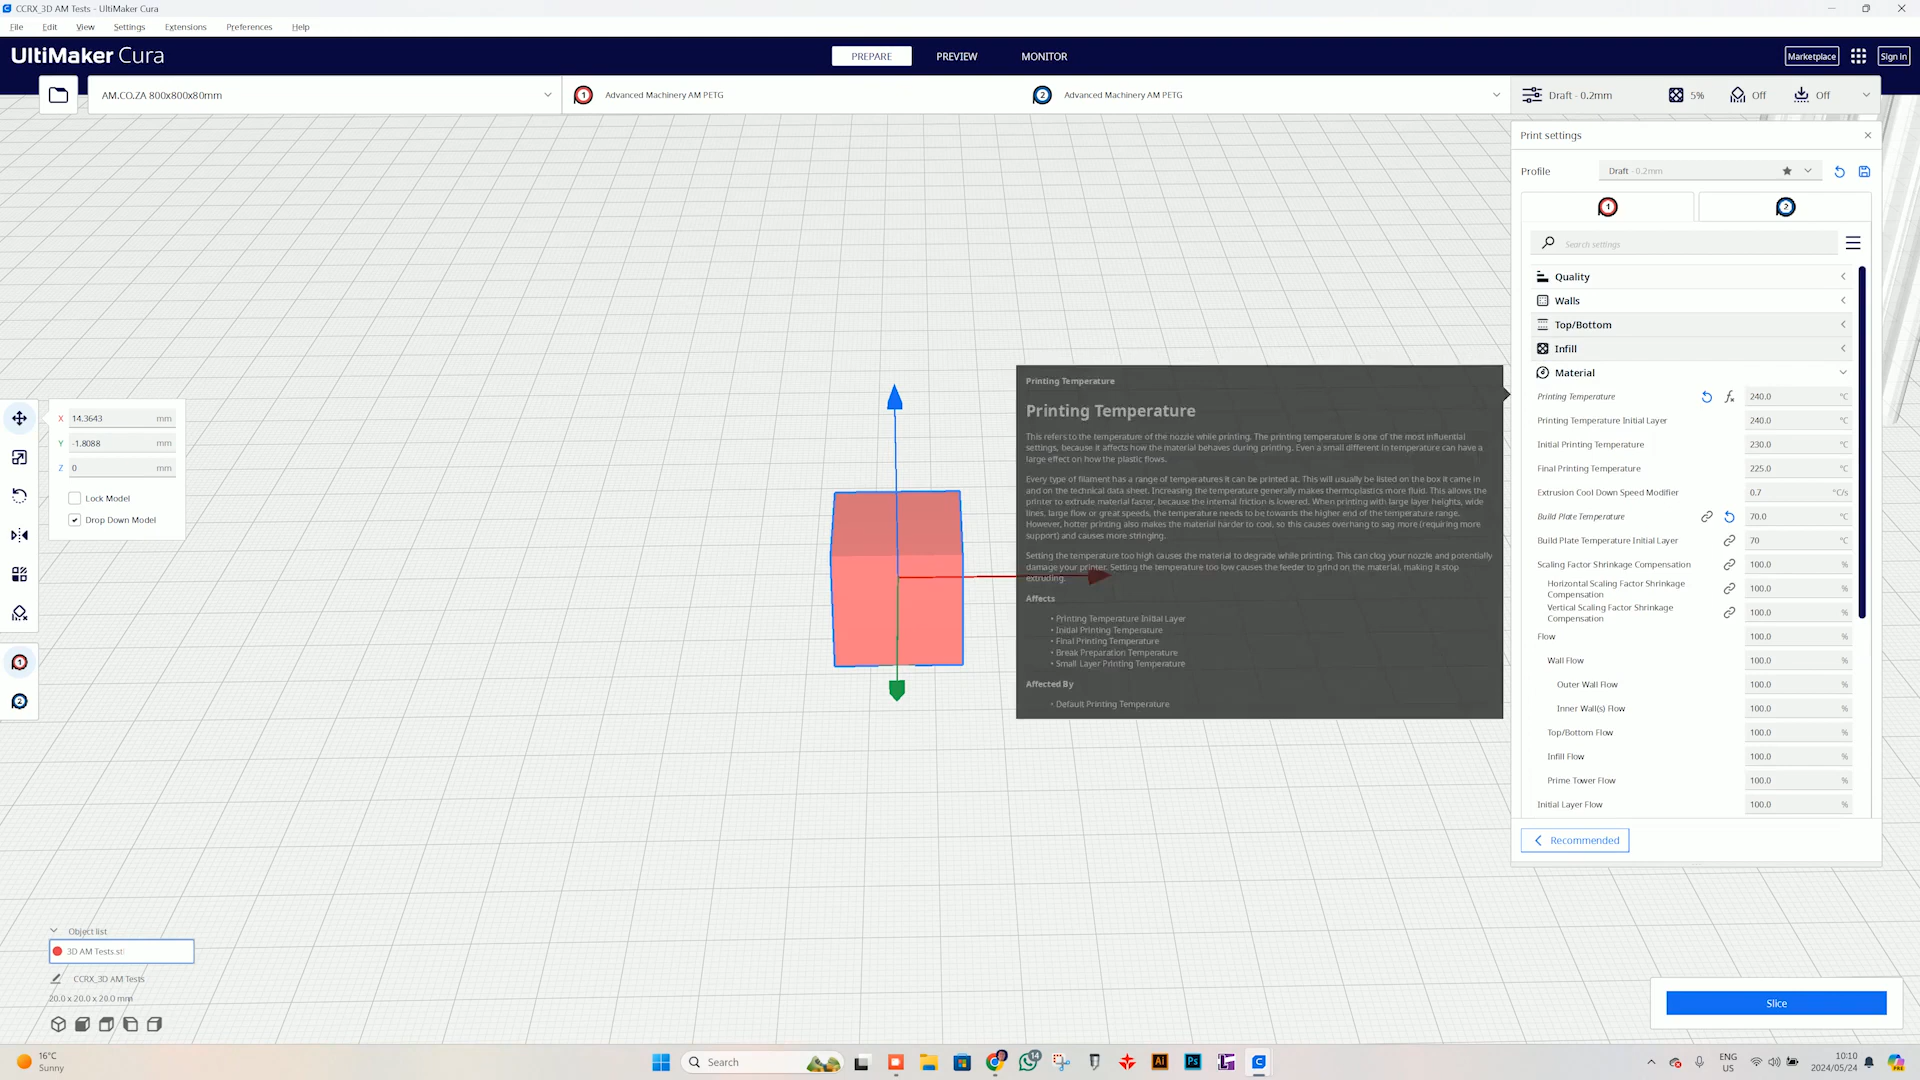 CCRX_3D AM Tests - UltiMaker Cura
File Edit View Settings Extensions Preferences Help
UltiMaker Cura
PREPARE PREVIEW MONITOR
Marketplace
Sign in
AM.CO.ZA 800x800x80mm
1 Advanced Machinery AM PETG
2 Advanced Machinery AM PETG
Draft - 0.2mm 5% Off Off
Print settings
Profile Draft - 0.2mm
1 2
Search settings
Quality
Walls
Top/Bottom
Infill
Material
Printing Temperature 240.0 °C
Printing Temperature Initial Layer 240.0 °C
Initial Printing Temperature 230.0 °C
Final Printing Temperature 225.0 °C
Extrusion Cool Down Speed Modifier 0.7 °C/s
Build Plate Temperature 70.0 °C
Build Plate Temperature Initial Layer 70 °C
Scaling Factor Shrinkage Compensation 100.0 %
Horizontal Scaling Factor Shrinkage
Compensation 100.0 %
Vertical Scaling Factor Shrinkage
Compensation 100.0 %
Flow 100.0 %
Wall Flow 100.0 %
Outer Wall Flow 100.0 %
Inner Wall(s) Flow 100.0 %
Top/Bottom Flow 100.0 %
Infill Flow 100.0 %
Prime Tower Flow 100.0 %
Initial Layer Flow 100.0 %
Recommended
Printing Temperature
Printing Temperature
This refers to the temperature of the nozzle while printing. The printing temperature is one of the most influential
settings, because it affects how the material behaves during printing. Even a small different in temperature can have a
large effect on how the plastic flows.
Every type of filament has a range of temperatures it can be printed at. This will usually be listed on the box it came in
and on the technical data sheet. Increasing the temperature generally makes thermoplastics more fluid. This allows the
printer to extrude material faster, because the internal friction is lowered. When printing with large layer heights, wide
lines, large flow or great speeds, the temperature needs to be towards the higher end of the temperature range.
However, hotter printing also makes the material harder to cool, so this causes overhang to sag more (requiring more
support) and causes more stringing.
Setting the temperature too high causes the material to degrade while printing. This can clog your nozzle and potentially
damage your printer. Setting the temperature too low causes the feeder to grind on the material, making it stop
extruding.
Affects
• Printing Temperature Initial Layer
• Initial Printing Temperature
• Final Printing Temperature
• Break Preparation Temperature
• Small Layer Printing Temperature
Affected By
• Default Printing Temperature
X 14.3643 mm
Y -1.8088 mm
Z 0 mm
Lock Model
Drop Down Model
1
2
Object list
3D AM Tests.st
CCRX_3D AM Tests
20.0 x 20.0 x 20.0 mm
Slice
16°C
Sunny
Search
14
Ai
Ps
ENG
US
10:10
2024/05/24